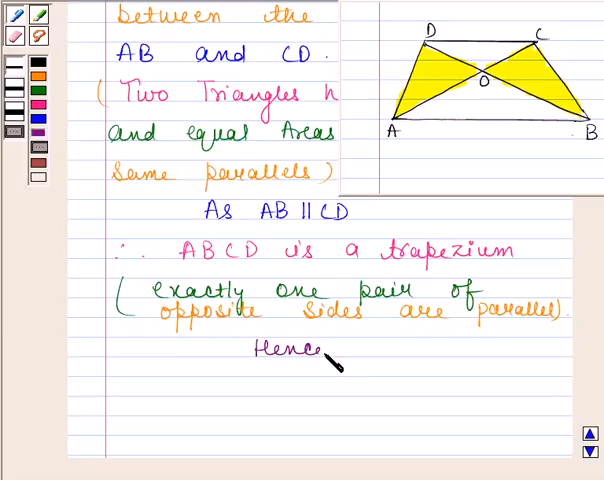 between the
AB and CD.
( Two Triangles h
and equal Areas
Same parallels)
As AB || CD
∴ ABCD is a trapezium
( exactly one pair of
opposite sides are parallel).
Hence
D
C
O
A
B